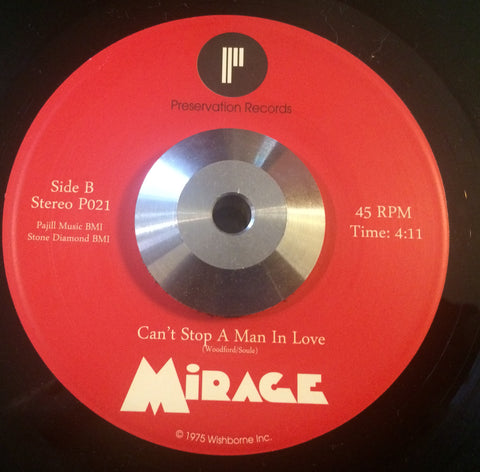 Preservation Records
Side B
Stereo P021
Pajill Music BMI
Stone Diamond BMI
45 RPM
Time: 4:11
Can't Stop A Man In Love
(Woodford/Soule)
MiRAGE
© 1975 Wishborne Inc.